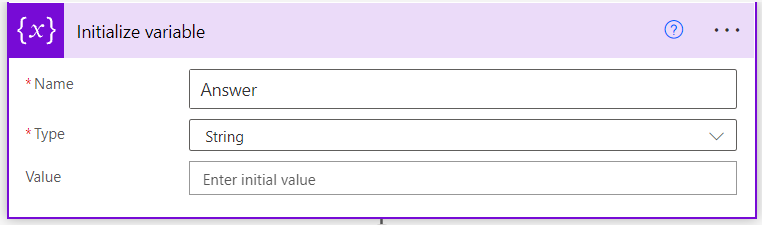 {x} Initialize variable ? ...
* Name Answer
* Type String
Value Enter initial value